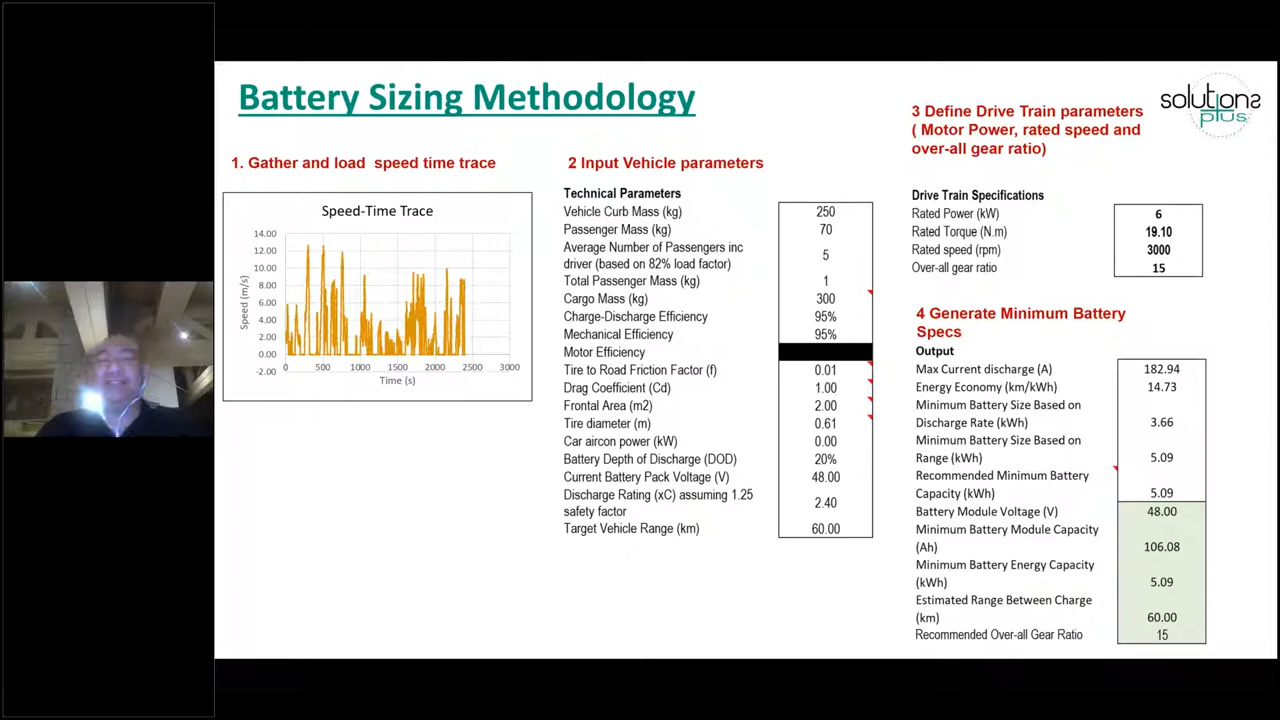 Battery Sizing Methodology
solutions
plus
1. Gather and load speed time trace
Speed-Time Trace
14.00
12.00
10.00
8.00
6.00
4.00
2.00
0.00
-2.00
Speed (m/s)
0
500
1000
1500
2000
2500
3000
Time (s)
2 Input Vehicle parameters
Technical Parameters
Vehicle Curb Mass (kg) 250
Passenger Mass (kg) 70
Average Number of Passengers inc
driver (based on 82% load factor) 5
Total Passenger Mass (kg) 1
Cargo Mass (kg) 300
Charge-Discharge Efficiency 95%
Mechanical Efficiency 95%
Motor Efficiency
Tire to Road Friction Factor (f) 0.01
Drag Coefficient (Cd) 1.00
Frontal Area (m2) 2.00
Tire diameter (m) 0.61
Car aircon power (kW) 0.00
Battery Depth of Discharge (DOD) 20%
Current Battery Pack Voltage (V) 48.00
Discharge Rating (xC) assuming 1.25
safety factor 2.40
Target Vehicle Range (km) 60.00
3 Define Drive Train parameters
( Motor Power, rated speed and
over-all gear ratio)
Drive Train Specifications
Rated Power (kW) 6
Rated Torque (N.m) 19.10
Rated speed (rpm) 3000
Over-all gear ratio 15
4 Generate Minimum Battery
Specs
Output
Max Current discharge (A) 182.94
Energy Economy (km/kWh) 14.73
Minimum Battery Size Based on
Discharge Rate (kWh) 3.66
Minimum Battery Size Based on
Range (kWh) 5.09
Recommended Minimum Battery
Capacity (kWh) 5.09
Battery Module Voltage (V) 48.00
Minimum Battery Module Capacity
(Ah) 106.08
Minimum Battery Energy Capacity
(kWh) 5.09
Estimated Range Between Charge
(km) 60.00
Recommended Over-all Gear Ratio 15